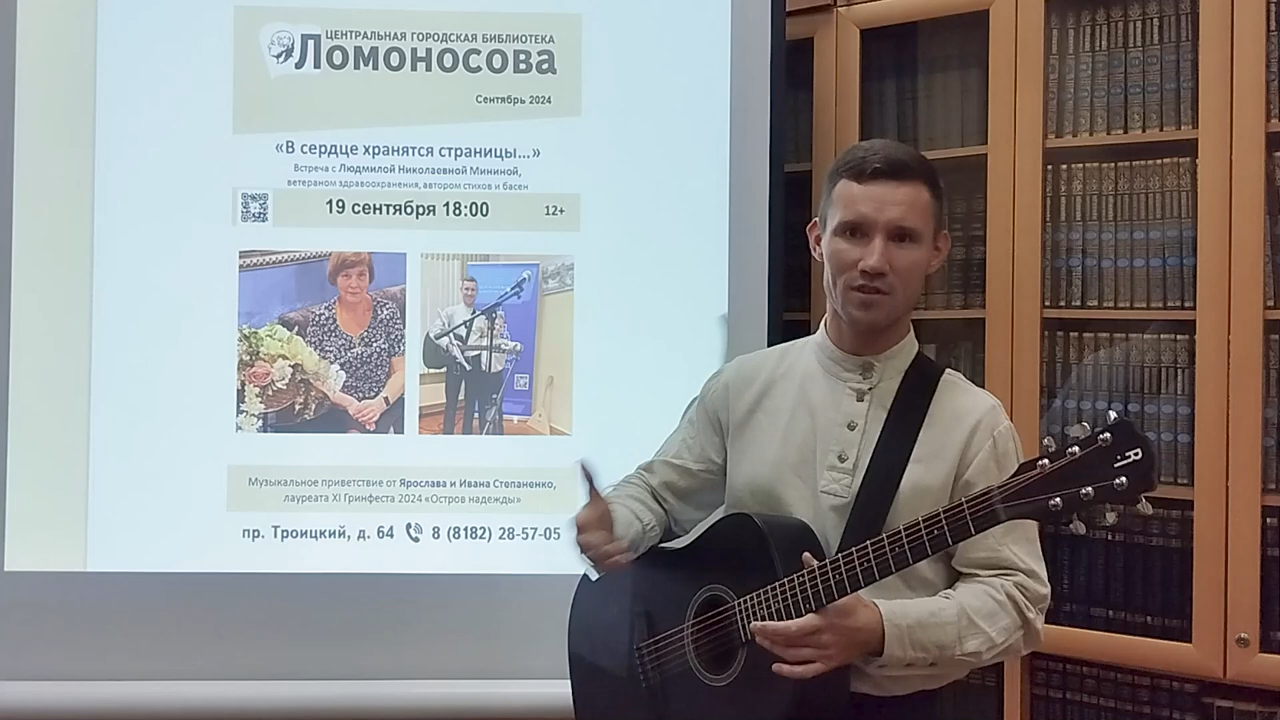 ЦЕНТРАЛЬНАЯ ГОРОДСКАЯ БИБЛИОТЕКА
Ломоносова
Сентябрь 2024
«В сердце хранятся страницы...»
Встреча с Людмилой Николаевной Мининой,
ветераном здравоохранения, автором стихов и басен
19 сентября 18:00
12+
Музыкальное приветствие от Ярослава и Ивана Степаненко,
лауреата XI Гринфеста 2024 «Остров надежды»
пр. Троицкий, д. 64 8 (8182) 28-57-05